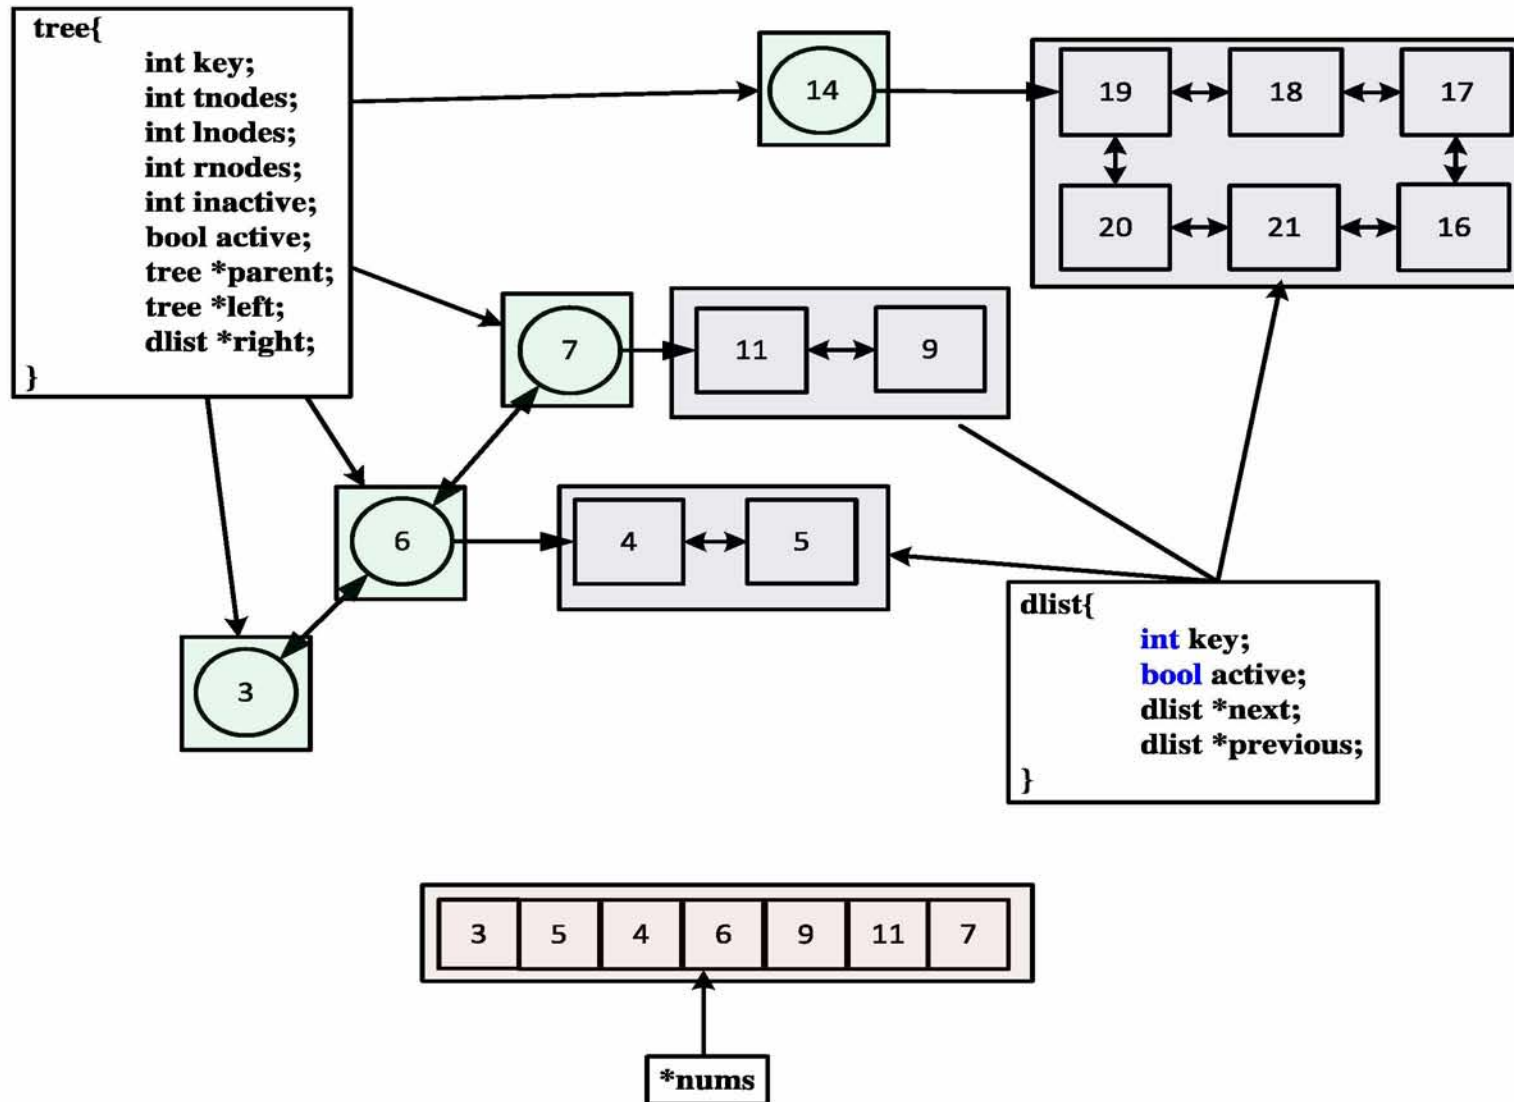 tree{
int key;
int tnodes;
int lnodes;
int rnodes;
int inactive;
bool active;
tree *parent;
tree *left;
dlist *right;
}
14
19 18 17
20 21 16
7
11 9
6
4 5
3
dlist{
int key;
bool active;
dlist *next;
dlist *previous;
}
3 5 4 6 9 11 7
*nums